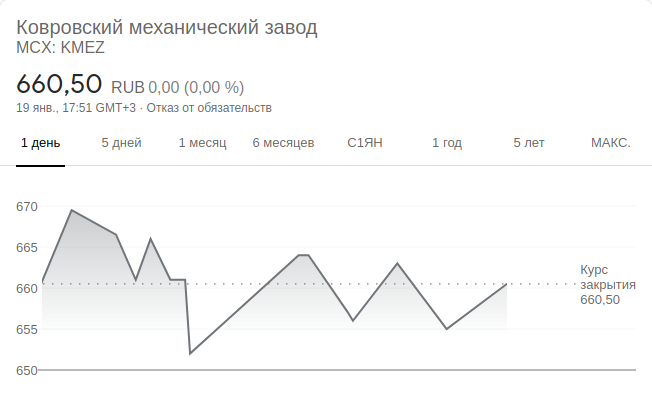 Ковровский механический завод
MCX: KMEZ
660,50 RUB 0,00 (0,00 %)
19 янв., 17:51 GMT+3 · Отказ от обязательств
1 день 5 дней 1 месяц 6 месяцев С1ЯН 1 год 5 лет МАКС.
670
665
660
655
650
Курс
закрытия
660,50